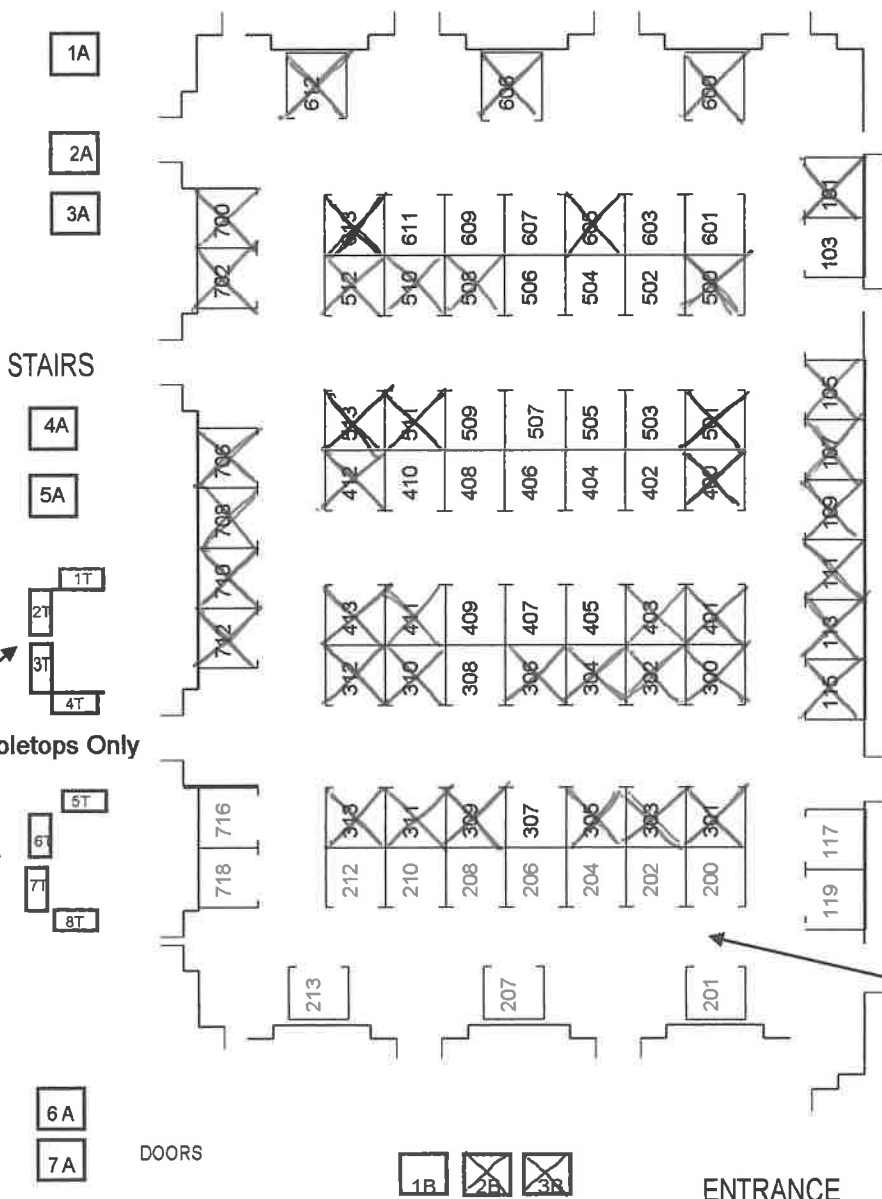 1A
612 606 600
2A
3A
700 613 611 609 607 605 603 601 101
702 512 510 508 506 504 502 500 103
STAIRS
4A
5A
513 511 509 507 505 503 501 105
706 412 410 408 406 404 402 400 107
708 109
1T 710 111
2T 413 411 409 407 405 403 401 113
3T 712 312 310 308 306 304 302 300 115
4T
Only
5T 716 313 311 309 307 305 303 301 117
6T
7T 718 212 210 208 206 204 202 200 119
8T
213 207 201
6 A
7 A DOORS
1B 2B 3B ENTRANCE